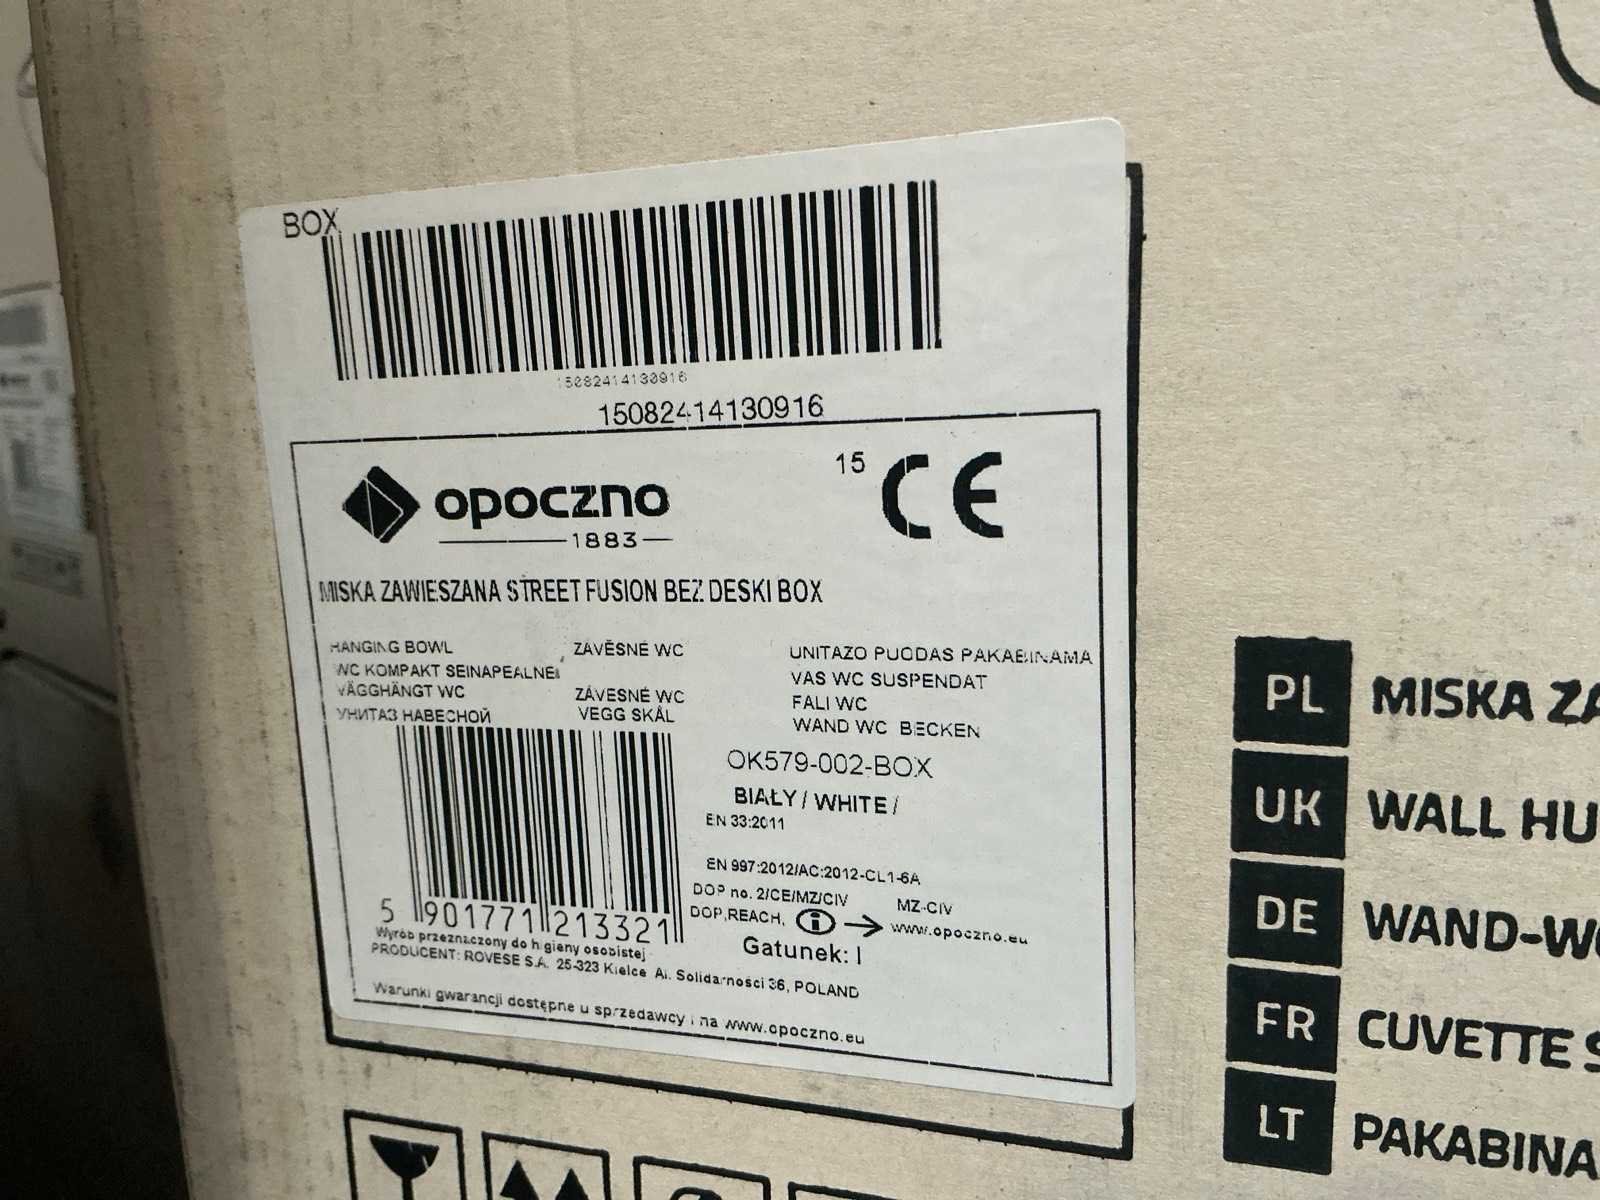 BOX
15082414130916
15082414130916
opoczno
1883
15 CE
MISKA ZAWIESZANA STREET FUSION BEZ DESKI BOX
HANGING BOWL ZÁVĚSNÉ WC UNITAZO PUODAS PAKABINAMA
WC KOMPAKT SEINAPEALNE VAS WC SUSPENDAT
VÄGGHÄNGT WC ZÁVESNÉ WC FALI WC
УНИТАЗ НАВЕСНОЙ VEGG SKÅL WAND WC BECKEN
OK579-002-BOX
BIAŁY / WHITE /
EN 33:2011
EN 997:2012/AC:2012-CL1-6A
DOP no. 2/CE/MZ/CIV MZ-CIV
DOP,REACH, i www.opoczno.eu
Gatunek: I
5 901771 213321
Wyrób przeznaczony do higieny osobistej
PRODUCENT: ROVESE S.A. 25-323 Kielce Al. Solidarności 36, POLAND
Warunki gwarancji dostępne u sprzedawcy i na www.opoczno.eu
PL MISKA ZA
UK WALL HU
DE WAND-W
FR CUVETTE S
LT PAKABINA